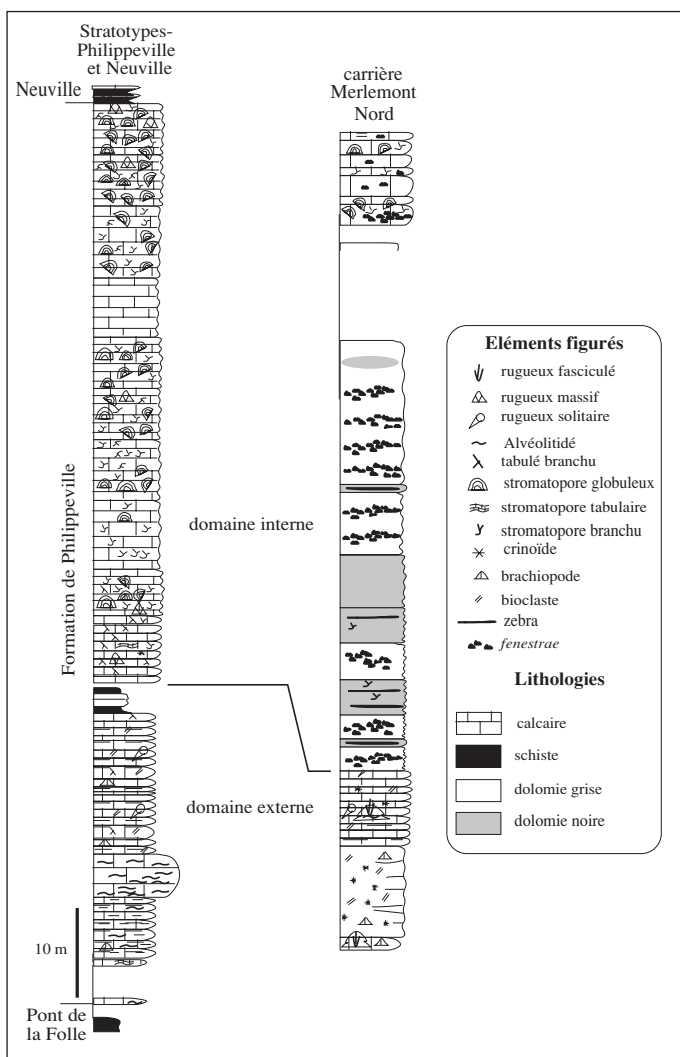 Stratotypes-
Philippeville
et Neuville
Neuville
Formation de Philippeville
10 m
Pont de
la Folle
carrière
Merlemont
Nord
domaine interne
domaine externe
Eléments figurés
rugueux fasciculé
rugueux massif
rugueux solitaire
Alvéolitidé
tabulé branchu
stromatopore globuleux
stromatopore tabulaire
stromatopore branchu
crinoïde
brachiopode
bioclaste
zebra
fenestrae
Lithologies
calcaire
schiste
dolomie grise
dolomie noire